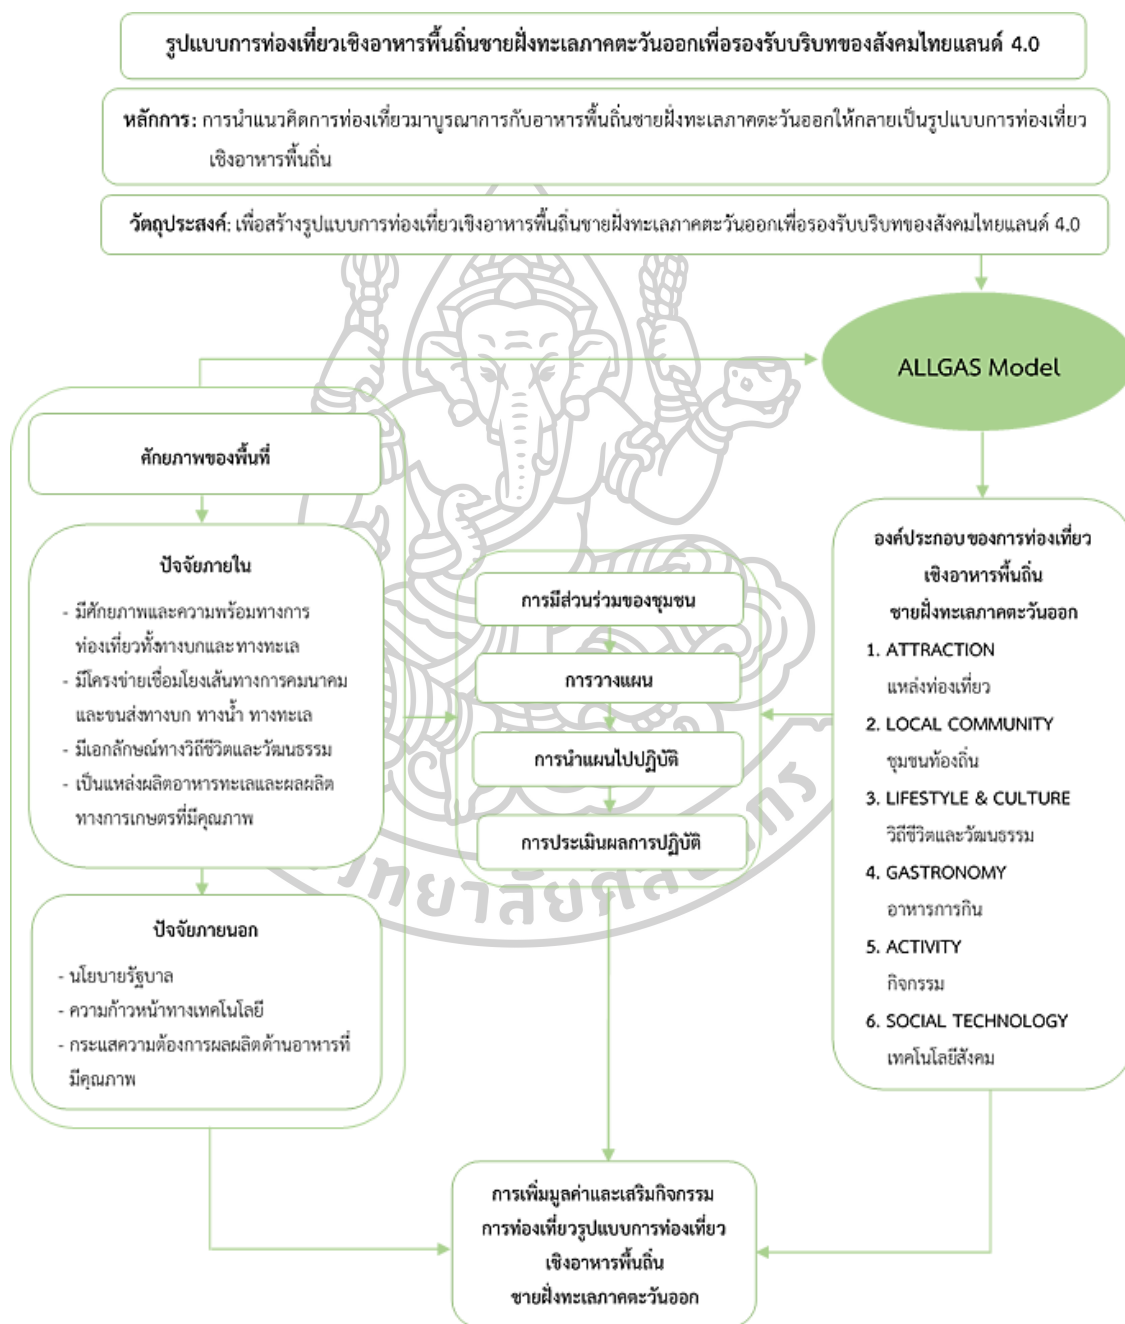 รูปแบบการท่องเที่ยวเชิงอาหารพื้นถิ่นชายฝั่งทะเลภาคตะวันออกเพื่อรองรับบริบทของสังคมไทยแลนด์ 4.0
หลักการ: การนำแนวคิดการท่องเที่ยวมาบูรณาการกับอาหารพื้นถิ่นชายฝั่งทะเลภาคตะวันออกให้กลายเป็นรูปแบบการท่องเที่ยว
เชิงอาหารพื้นถิ่น
วัตถุประสงค์: เพื่อสร้างรูปแบบการท่องเที่ยวเชิงอาหารพื้นถิ่นชายฝั่งทะเลภาคตะวันออกเพื่อรองรับบริบทของสังคมไทยแลนด์ 4.0
ALLGAS Model
ศักยภาพของพื้นที่
ปัจจัยภายใน
- มีศักยภาพและความพร้อมทางการ
ท่องเที่ยวทั้งทางบกและทางทะเล
- มีโครงข่ายเชื่อมโยงเส้นทางการคมนาคม
และขนส่งทางบก ทางน้ำ ทางทะเล
- มีเอกลักษณ์ทางวิถีชีวิตและวัฒนธรรม
- เป็นแหล่งผลิตอาหารทะเลและผลผลิต
ทางการเกษตรที่มีคุณภาพ
ปัจจัยภายนอก
- นโยบายรัฐบาล
- ความก้าวหน้าทางเทคโนโลยี
- กระแสความต้องการผลผลิตด้านอาหารที่
มีคุณภาพ
การมีส่วนร่วมของชุมชน
การวางแผน
การนำแผนไปปฏิบัติ
การประเมินผลการปฏิบัติ
องค์ประกอบของการท่องเที่ยว
เชิงอาหารพื้นถิ่น
ชายฝั่งทะเลภาคตะวันออก
1. ATTRACTION
แหล่งท่องเที่ยว
2. LOCAL COMMUNITY
ชุมชนท้องถิ่น
3. LIFESTYLE & CULTURE
วิถีชีวิตและวัฒนธรรม
4. GASTRONOMY
อาหารการกิน
5. ACTIVITY
กิจกรรม
6. SOCIAL TECHNOLOGY
เทคโนโลยีสังคม
การเพิ่มมูลค่าและเสริมกิจกรรม
การท่องเที่ยวรูปแบบการท่องเที่ยว
เชิงอาหารพื้นถิ่น
ชายฝั่งทะเลภาคตะวันออก